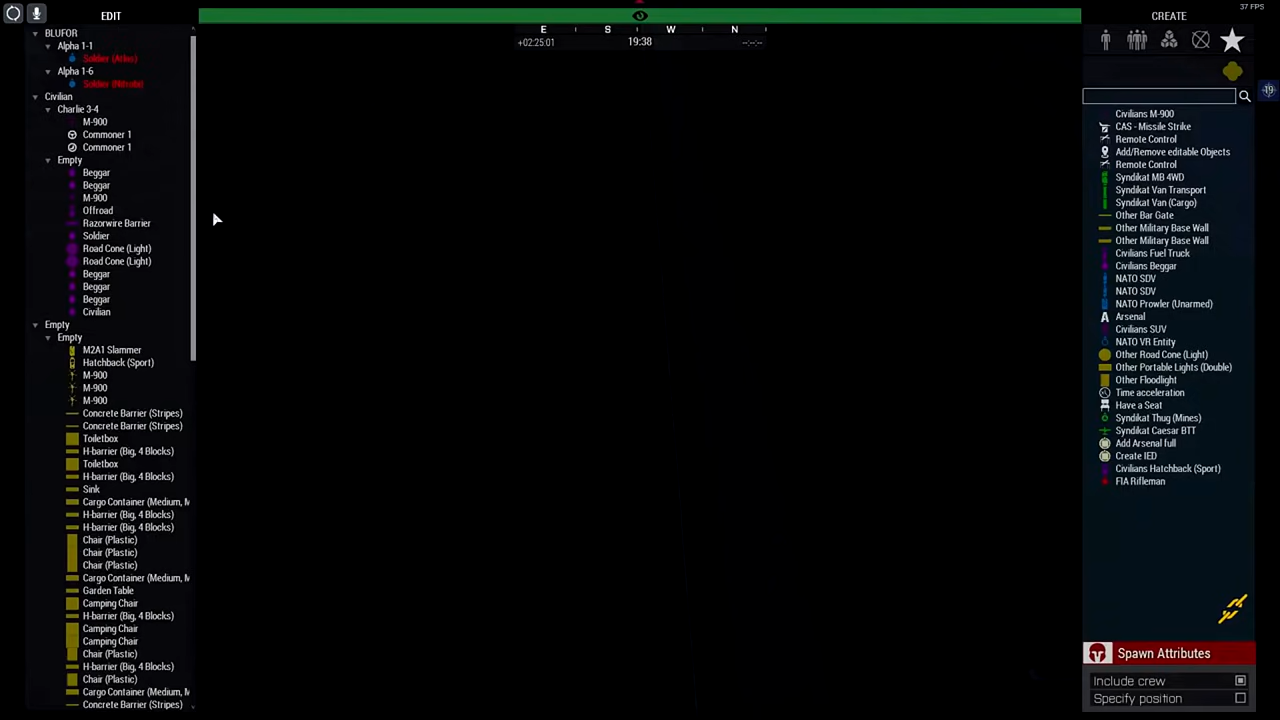 37 FPS
EDIT
CREATE
BLUFOR
Alpha 1-1
Soldier (Atlus)
Alpha 1-6
Civilian
Charlie 3-4
M-900
Commoner 1
Commoner 1
Empty
Beggar
Beggar
M-900
Offroad
Razorwire Barrier
Soldier
Road Cone (Light)
Road Cone (Light)
Beggar
Beggar
Beggar
Civilian
Empty
Empty
M2A1 Slammer
Hatchback (Sport)
M-900
M-900
M-900
Concrete Barrier (Stripes)
Concrete Barrier (Stripes)
Toiletbox
H-barrier (Big, 4 Blocks)
Toiletbox
H-barrier (Big, 4 Blocks)
Sink
Cargo Container (Medium, M
H-barrier (Big, 4 Blocks)
H-barrier (Big, 4 Blocks)
Chair (Plastic)
Chair (Plastic)
Chair (Plastic)
Cargo Container (Medium, M
Garden Table
Camping Chair
H-barrier (Big, 4 Blocks)
Camping Chair
Camping Chair
Chair (Plastic)
H-barrier (Big, 4 Blocks)
Chair (Plastic)
Cargo Container (Medium, M
Concrete Barrier (Stripes)
E S W N
+02:25:01 19:38 --:--:--
19
Civilians M-900
CAS - Missile Strike
Remote Control
Add/Remove editable Objects
Remote Control
Syndikat MB 4WD
Syndikat Van Transport
Syndikat Van (Cargo)
Other Bar Gate
Other Military Base Wall
Other Military Base Wall
Civilians Fuel Truck
Civilians Beggar
NATO SDV
NATO SDV
NATO Prowler (Unarmed)
A Arsenal
Civilians SUV
NATO VR Entity
Other Road Cone (Light)
Other Portable Lights (Double)
Other Floodlight
Time acceleration
Have a Seat
Syndikat Thug (Mines)
Syndikat Caesar BTT
Add Arsenal full
Create IED
Civilians Hatchback (Sport)
FIA Rifleman
Spawn Attributes
Include crew
Specify position